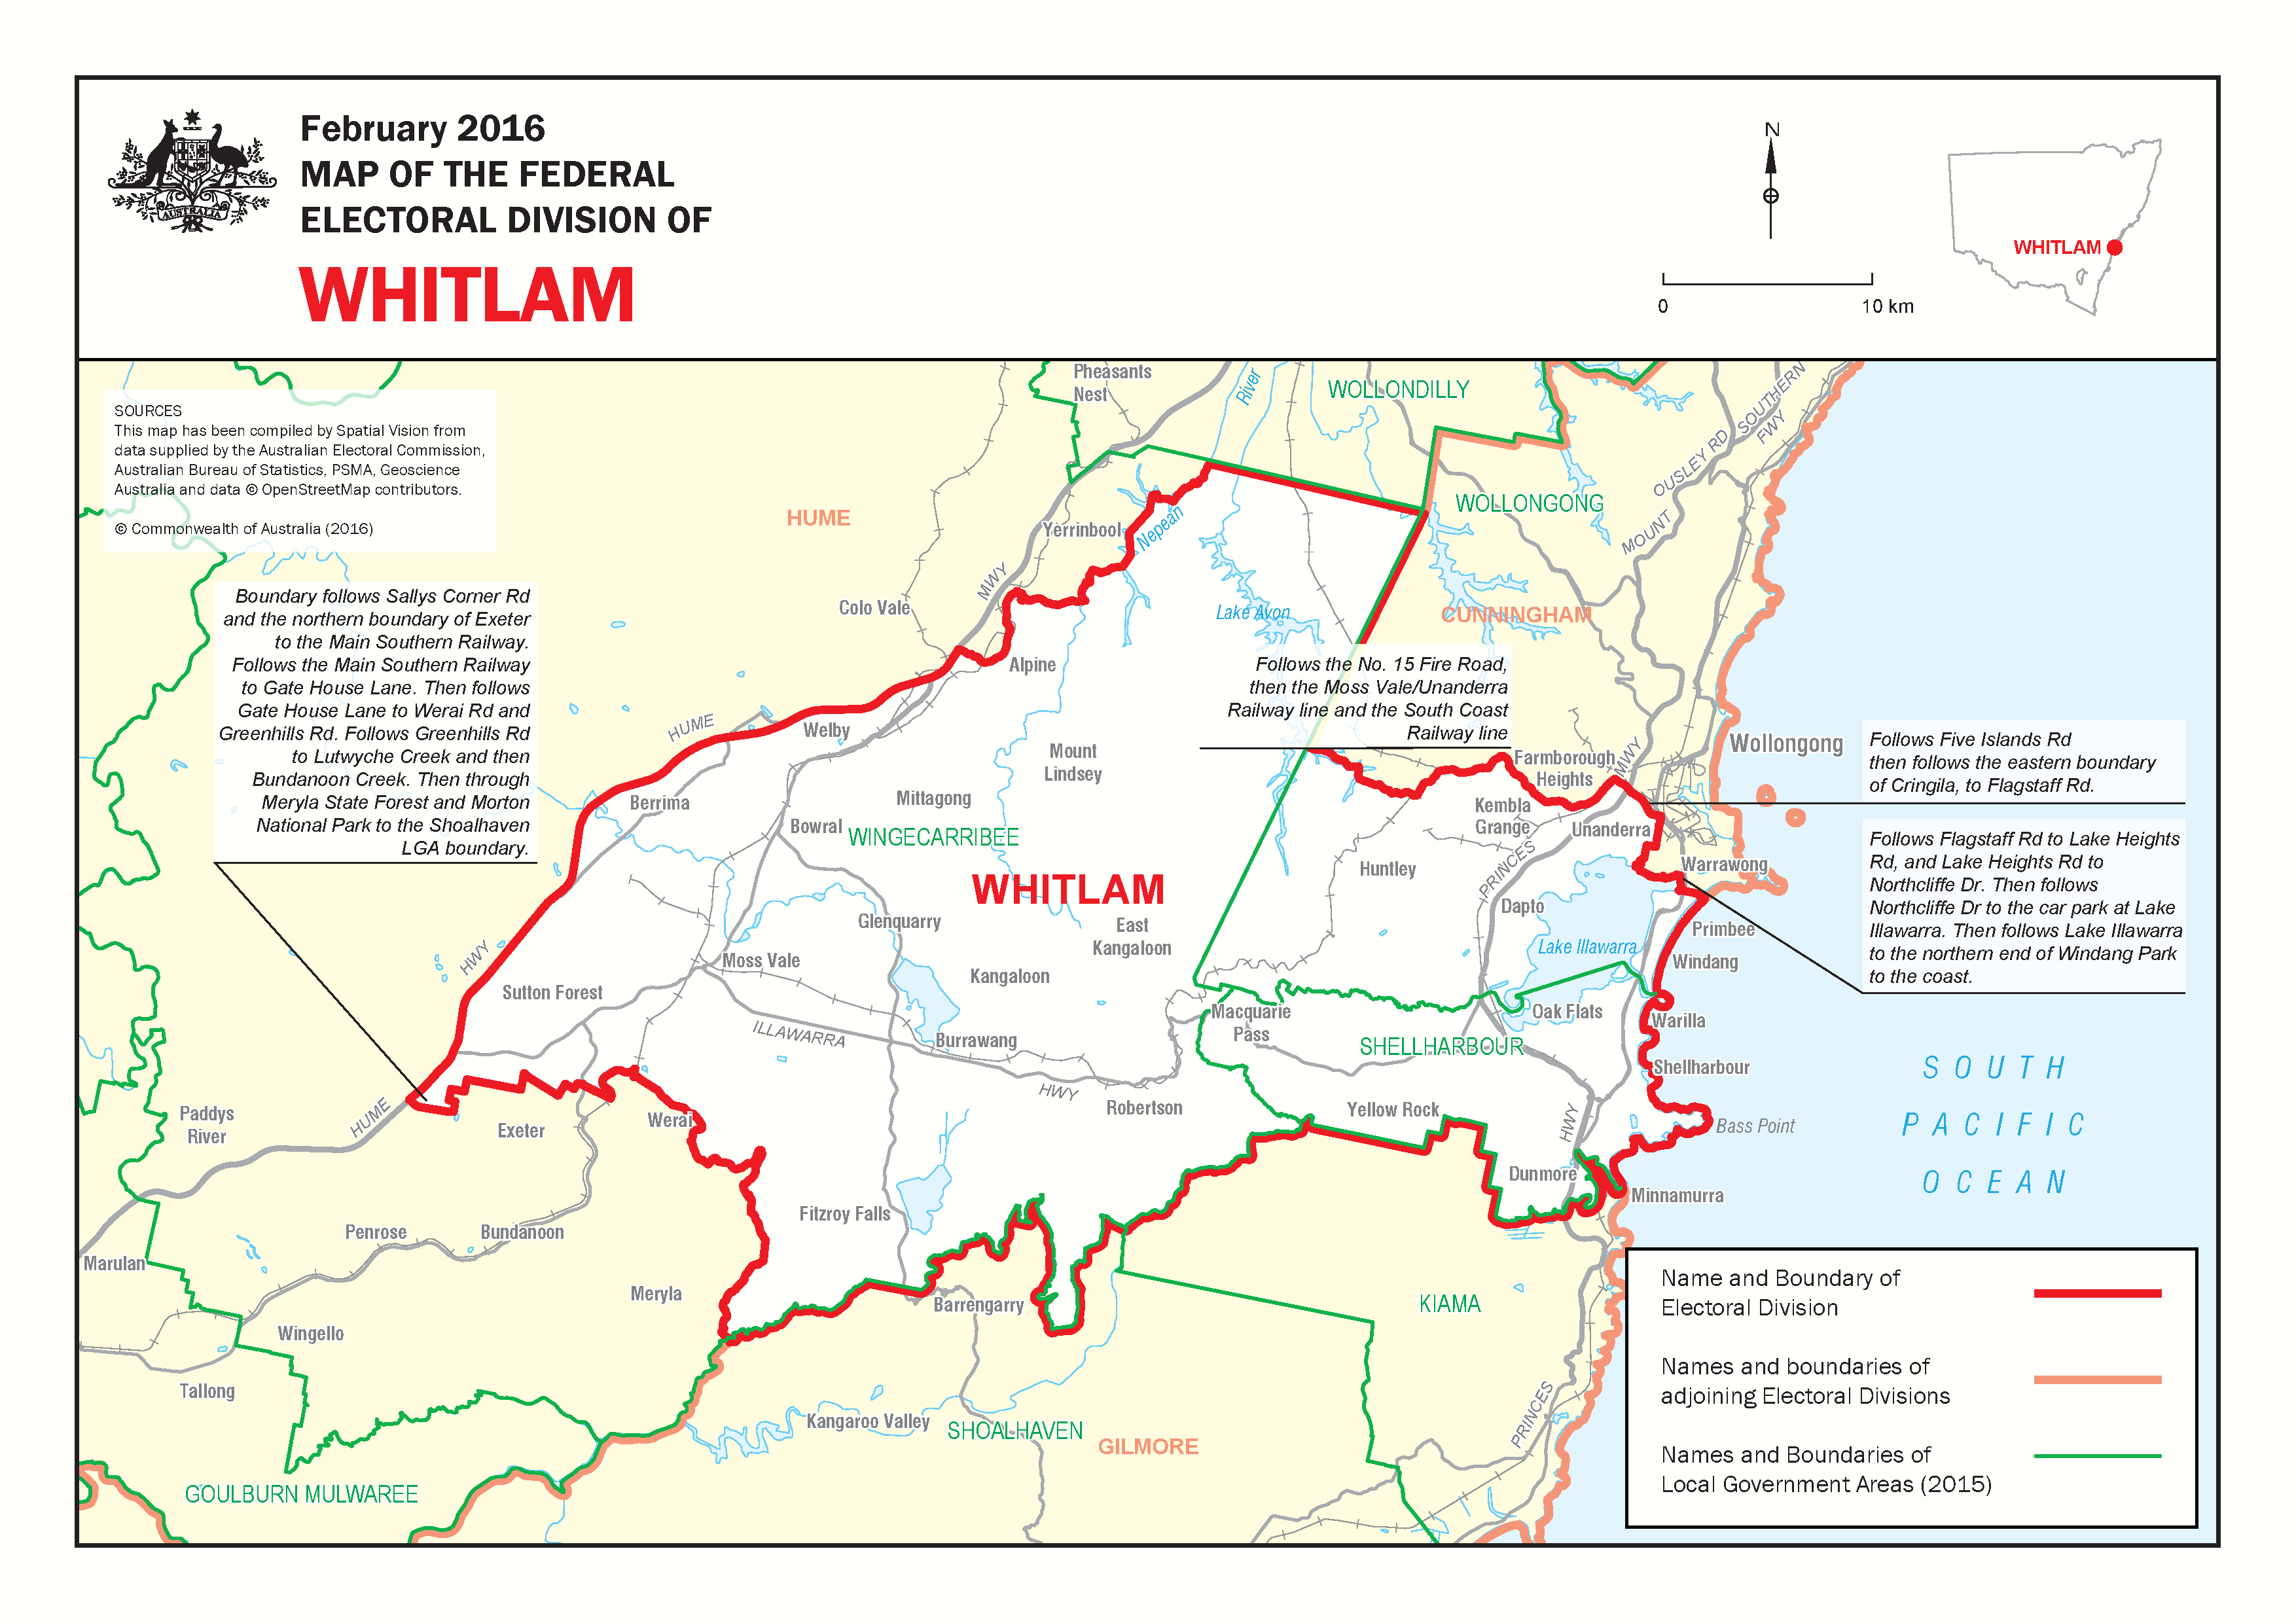 February 2016
MAP OF THE FEDERAL
ELECTORAL DIVISION OF
WHITLAM
AUSTRALIA
N
0
10 km
WHITLAM
SOURCES
This map has been compiled by Spatial Vision from
data supplied by the Australian Electoral Commission,
Australian Bureau of Statistics, PSMA, Geoscience
Australia and data © OpenStreetMap contributors.
© Commonwealth of Australia (2016)
Pheasants
Nest
River
WOLLONDILLY
SOUTHERN
FWY
OUSLEY RD
MOUNT
WOLLONGONG
HUME
Yerrinbool
Nepean
MWY
Colo Vale
Lake Avon
CUNNINGHAM
Boundary follows Sallys Corner Rd
and the northern boundary of Exeter
to the Main Southern Railway.
Follows the Main Southern Railway
to Gate House Lane. Then follows
Gate House Lane to Werai Rd and
Greenhills Rd. Follows Greenhills Rd
to Lutwyche Creek and then
Bundanoon Creek. Then through
Meryla State Forest and Morton
National Park to the Shoalhaven
LGA boundary.
Alpine
Follows the No. 15 Fire Road,
then the Moss Vale/Unanderra
Railway line and the South Coast
Railway line
HUME
Welby
Mount
Lindsey
Farmborough
Heights
MWY
Wollongong
Follows Five Islands Rd
then follows the eastern boundary
of Cringila, to Flagstaff Rd.
Berrima
Mittagong
Bowral
WINGECARRIBEE
Kembla
Grange
Unanderra
PRINCES
Huntley
Warrawong
Follows Flagstaff Rd to Lake Heights
Rd, and Lake Heights Rd to
Northcliffe Dr. Then follows
Northcliffe Dr to the car park at Lake
Illawarra. Then follows Lake Illawarra
to the northern end of Windang Park
to the coast.
WHITLAM
Dapto
Glenquarry
East
Kangaloon
Primbee
Lake Illawarra
Windang
HWY
Moss Vale
Kangaloon
Sutton Forest
Macquarie
Pass
Oak Flats
Warilla
ILLAWARRA
Burrawang
SHELLHARBOUR
Shellharbour
HWY
Robertson
Yellow Rock
HWY
Bass Point
SOUTH
PACIFIC
OCEAN
Paddys
River
HUME
Exeter
Werai
Dunmore
Minnamurra
Fitzroy Falls
Penrose
Bundanoon
Marulan
Meryla
Barrengarry
KIAMA
Wingello
Tallong
Kangaroo Valley
SHOALHAVEN
GILMORE
PRINCES
GOULBURN MULWAREE
Name and Boundary of
Electoral Division
Names and boundaries of
adjoining Electoral Divisions
Names and Boundaries of
Local Government Areas (2015)